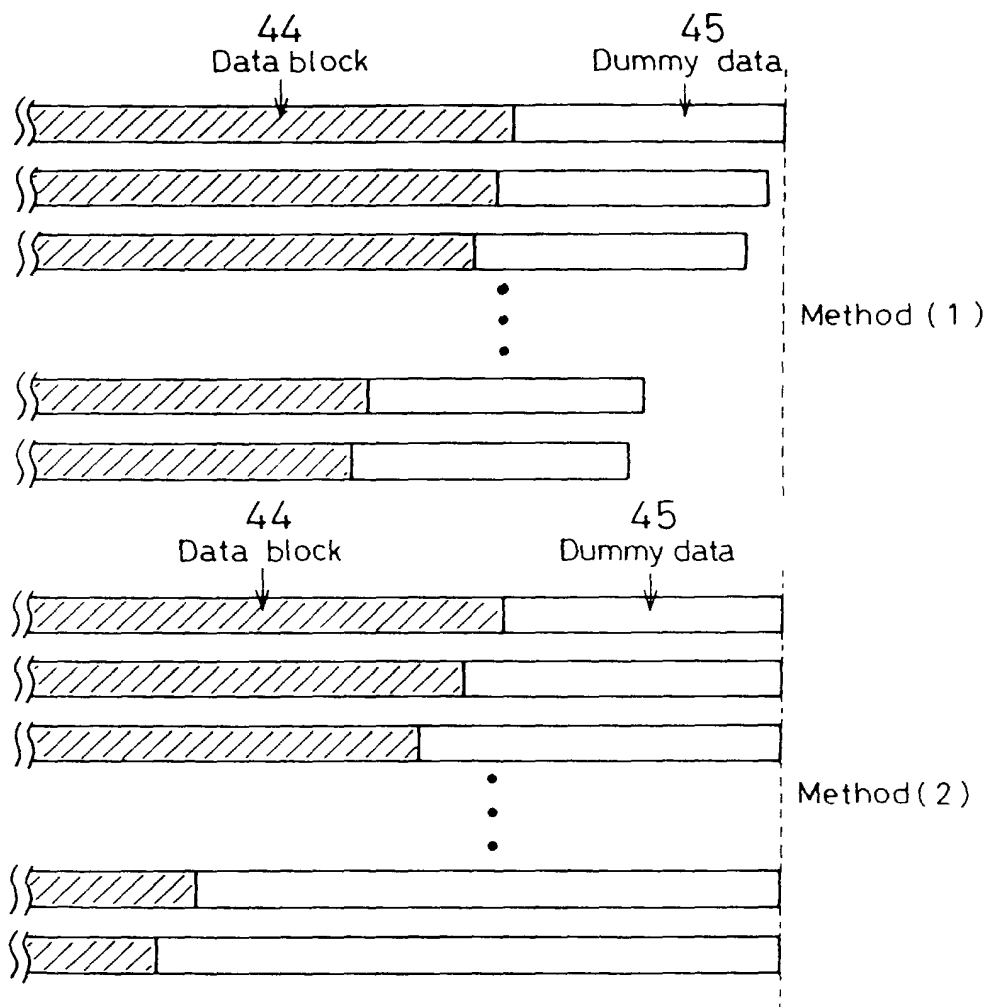 44
Data block
45
Dummy data
Method ( 1 )
44
Data block
45
Dummy data
Method ( 2 )